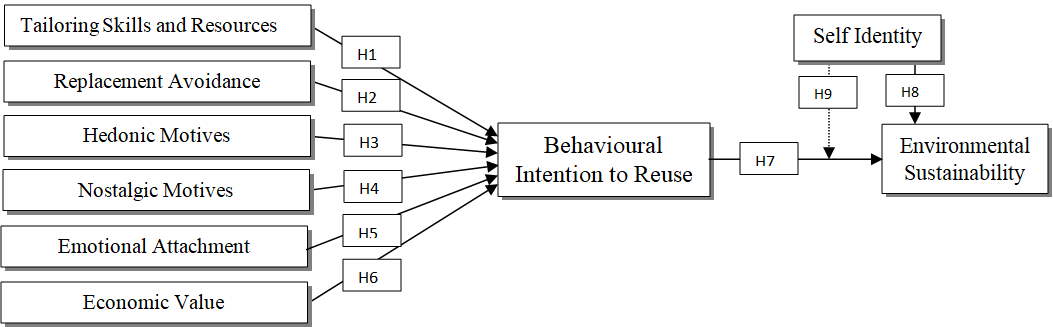 Tailoring Skills and Resources
H1
Replacement Avoidance
H2
Hedonic Motives
H3
Nostalgic Motives
H4
Emotional Attachment
H5
Economic Value
H6
Behavioural
Intention to Reuse
H7
Self Identity
H9
H8
Environmental
Sustainability